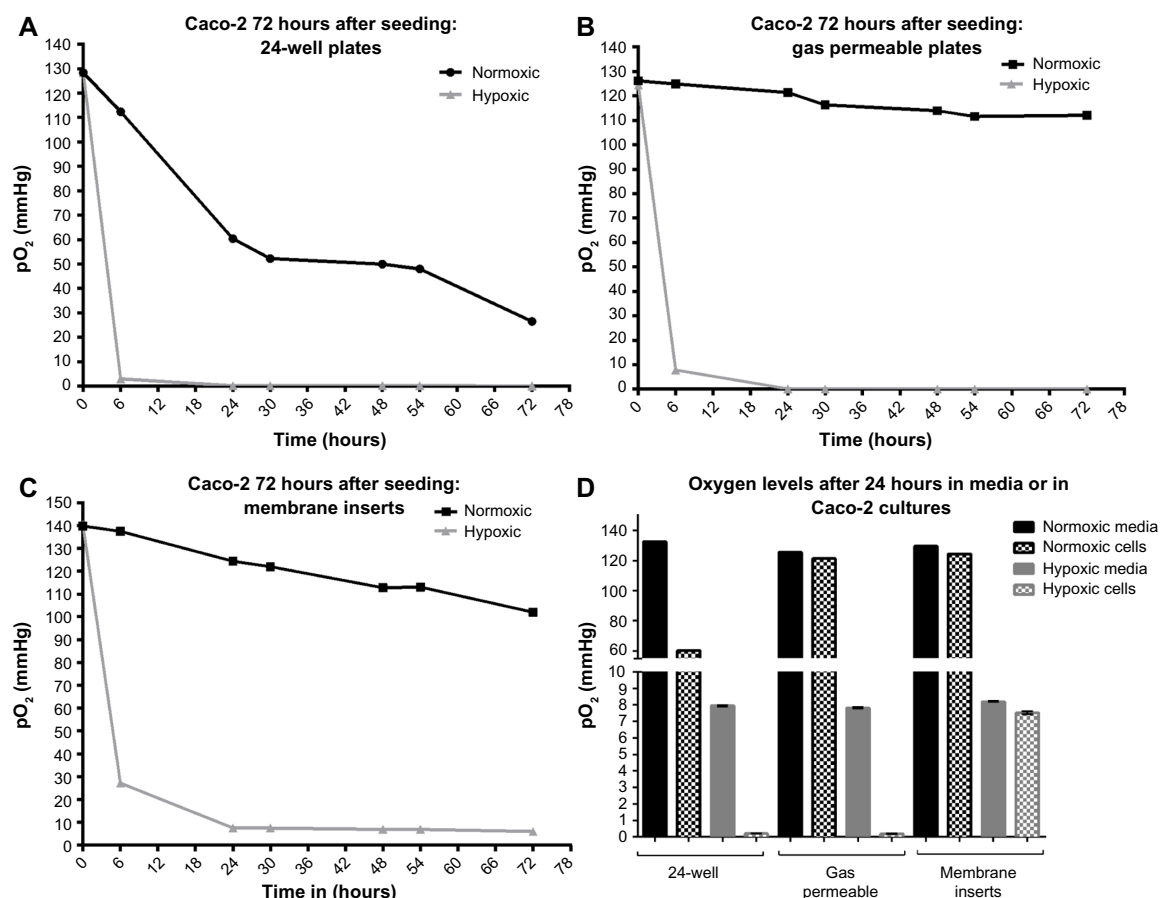 A
Caco-2 72 hours after seeding:
24-well plates
Normoxic
Hypoxic
pO2 (mmHg)
140
130
120
110
100
90
80
70
60
50
40
30
20
10
0
0 6 12 18 24 30 36 42 48 54 60 66 72 78
Time (hours)
B
Caco-2 72 hours after seeding:
gas permeable plates
Normoxic
Hypoxic
pO2 (mmHg)
140
130
120
110
100
90
80
70
60
50
40
30
20
10
0
0 6 12 18 24 30 36 42 48 54 60 66 72 78
Time (hours)
C
Caco-2 72 hours after seeding:
membrane inserts
Normoxic
Hypoxic
pO2 (mmHg)
150
140
130
120
110
100
90
80
70
60
50
40
30
20
10
0
0 6 12 18 24 30 36 42 48 54 60 66 72 78
Time in (hours)
D
Oxygen levels after 24 hours in media or in
Caco-2 cultures
Normoxic media
Normoxic cells
Hypoxic media
Hypoxic cells
pO2 (mmHg)
140
120
100
80
60
10
9
8
7
6
5
4
3
2
1
0
24-well
Gas
permeable
Membrane
inserts